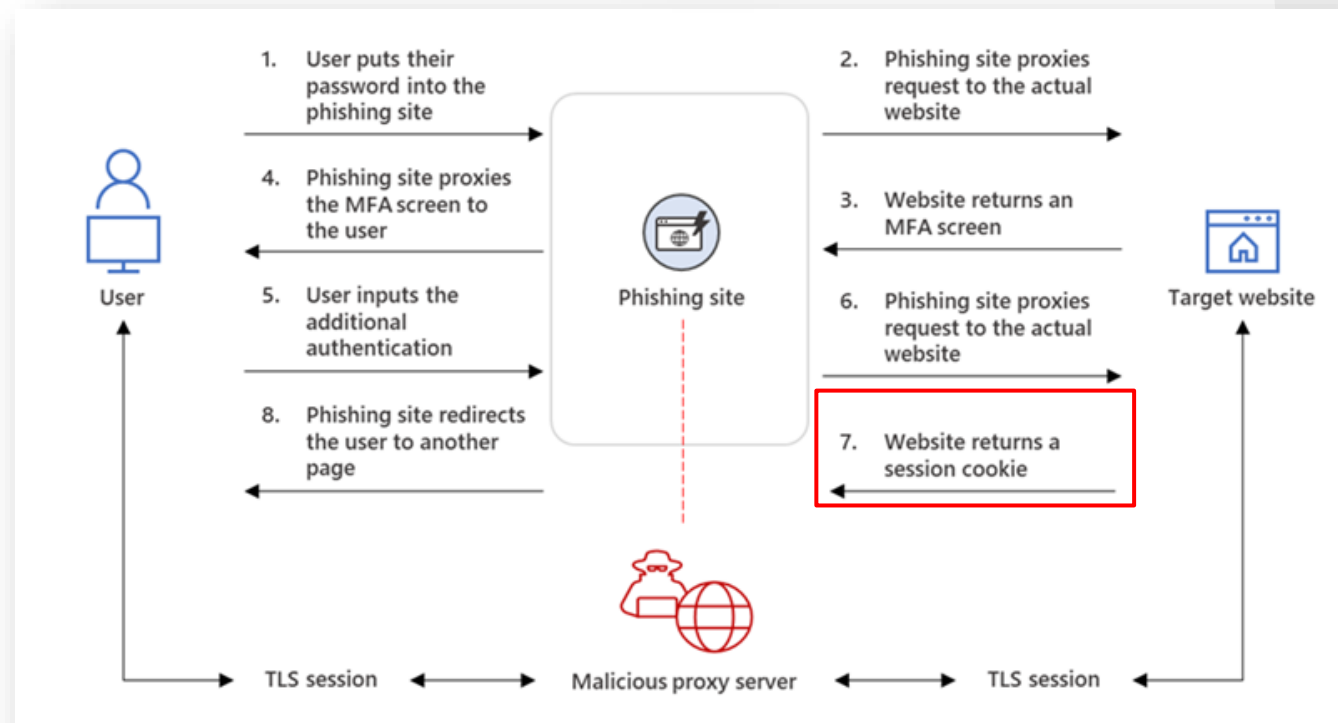 1. User puts their
password into the
phishing site
2. Phishing site proxies
request to the actual
website
4. Phishing site proxies
the MFA screen to
the user
3. Website returns an
MFA screen
User
5. User inputs the
additional
authentication
Phishing site
6. Phishing site proxies
request to the actual
website
Target website
8. Phishing site redirects
the user to another
page
7. Website returns a
session cookie
TLS session
Malicious proxy server
TLS session